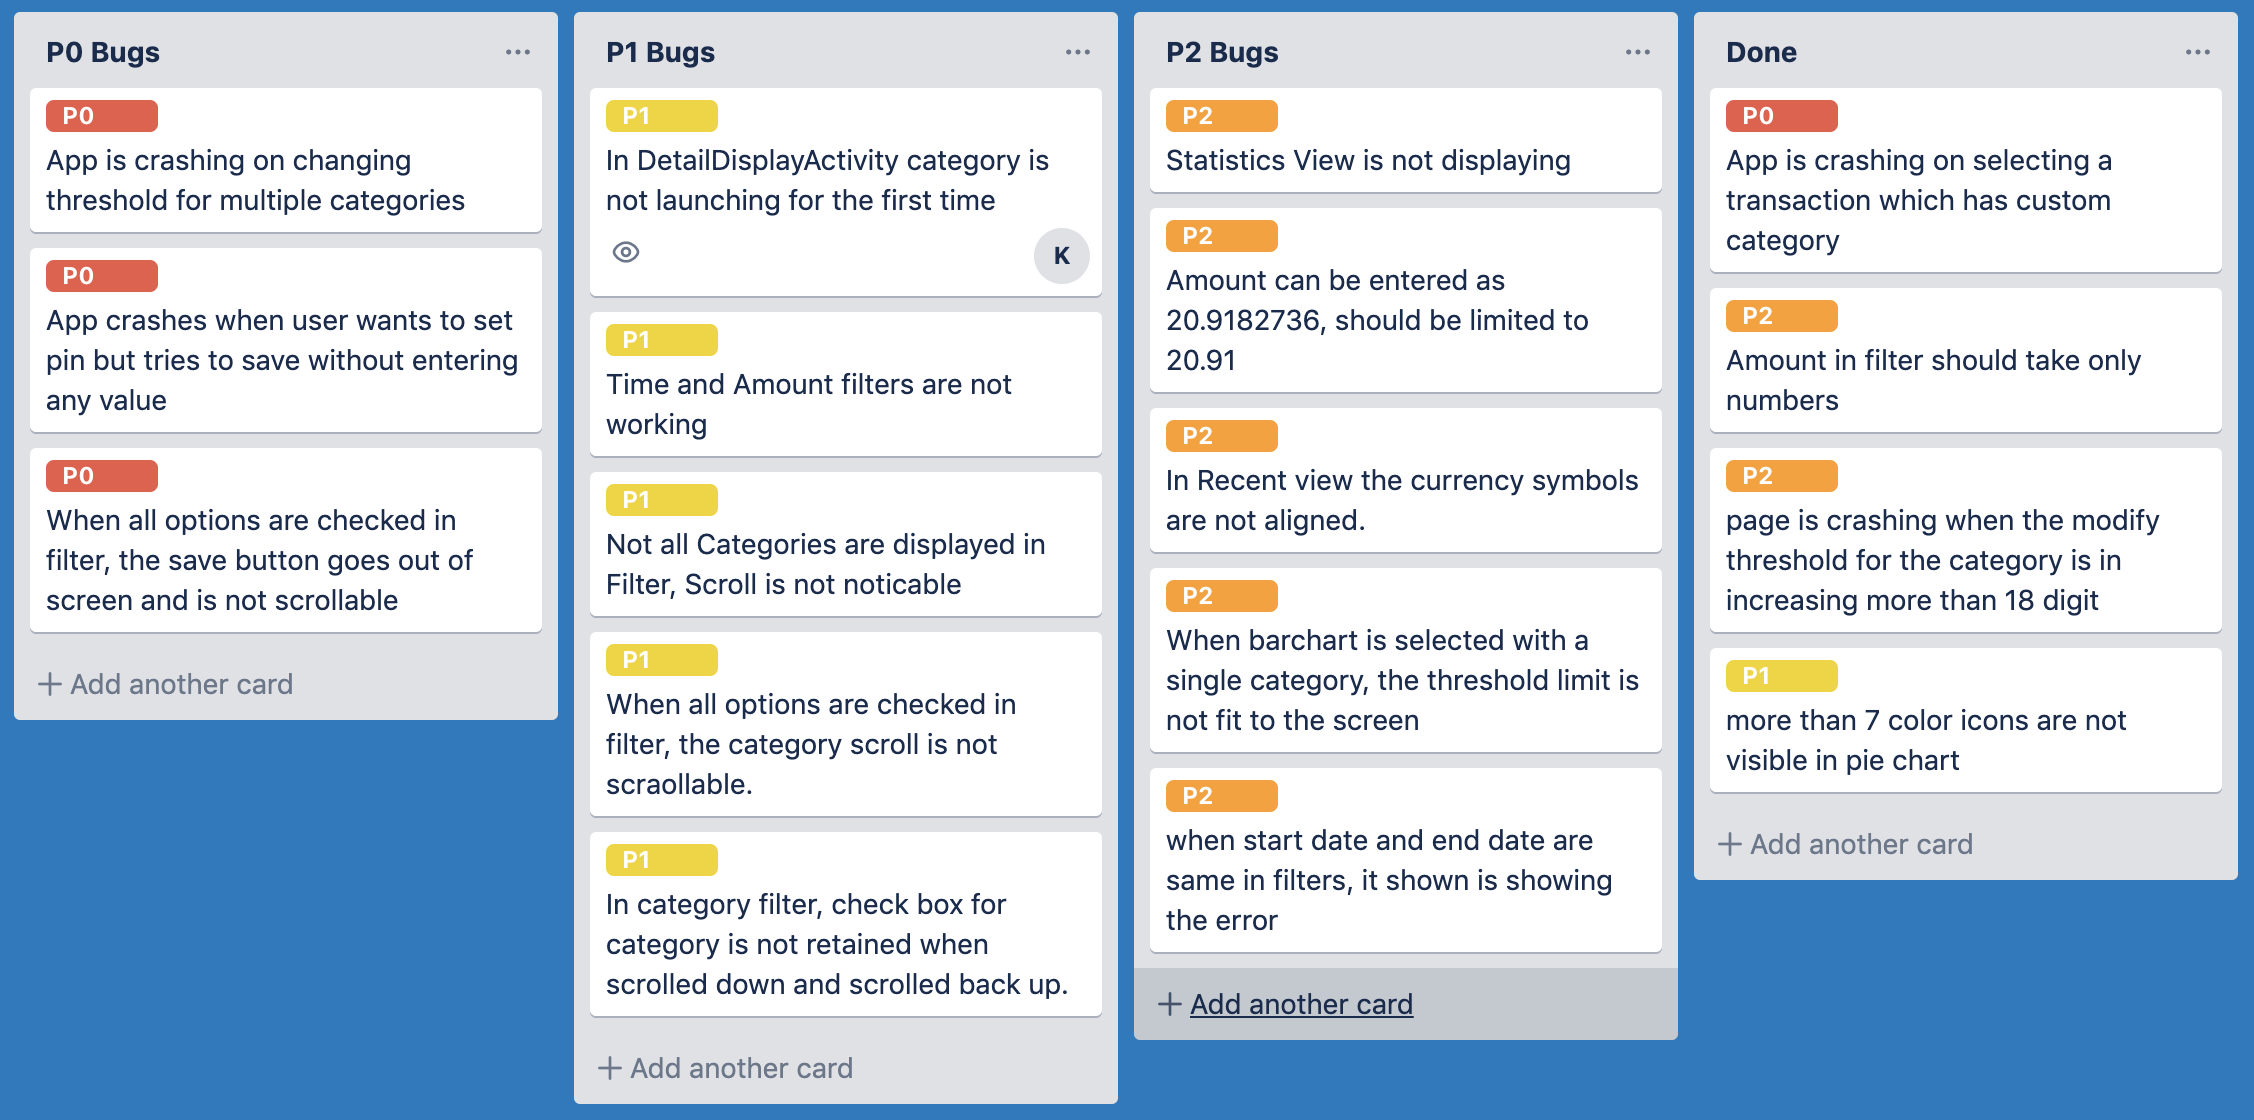 P0 Bugs
P0
App is crashing on changing
threshold for multiple categories
P0
App crashes when user wants to set
pin but tries to save without entering
any value
P0
When all options are checked in
filter, the save button goes out of
screen and is not scrollable
Add another card
P1 Bugs
P1
In DetailDisplayActivity category is
not launching for the first time
K
P1
Time and Amount filters are not
working
P1
Not all Categories are displayed in
Filter, Scroll is not noticable
P1
When all options are checked in
filter, the category scroll is not
scraollable.
P1
In category filter, check box for
category is not retained when
scrolled down and scrolled back up.
Add another card
P2 Bugs
P2
Statistics View is not displaying
P2
Amount can be entered as
20.9182736, should be limited to
20.91
P2
In Recent view the currency symbols
are not aligned.
P2
When barchart is selected with a
single category, the threshold limit is
not fit to the screen
P2
when start date and end date are
same in filters, it shown is showing
the error
Add another card
Done
P0
App is crashing on selecting a
transaction which has custom
category
P2
Amount in filter should take only
numbers
P2
page is crashing when the modify
threshold for the category is in
increasing more than 18 digit
P1
more than 7 color icons are not
visible in pie chart
Add another card